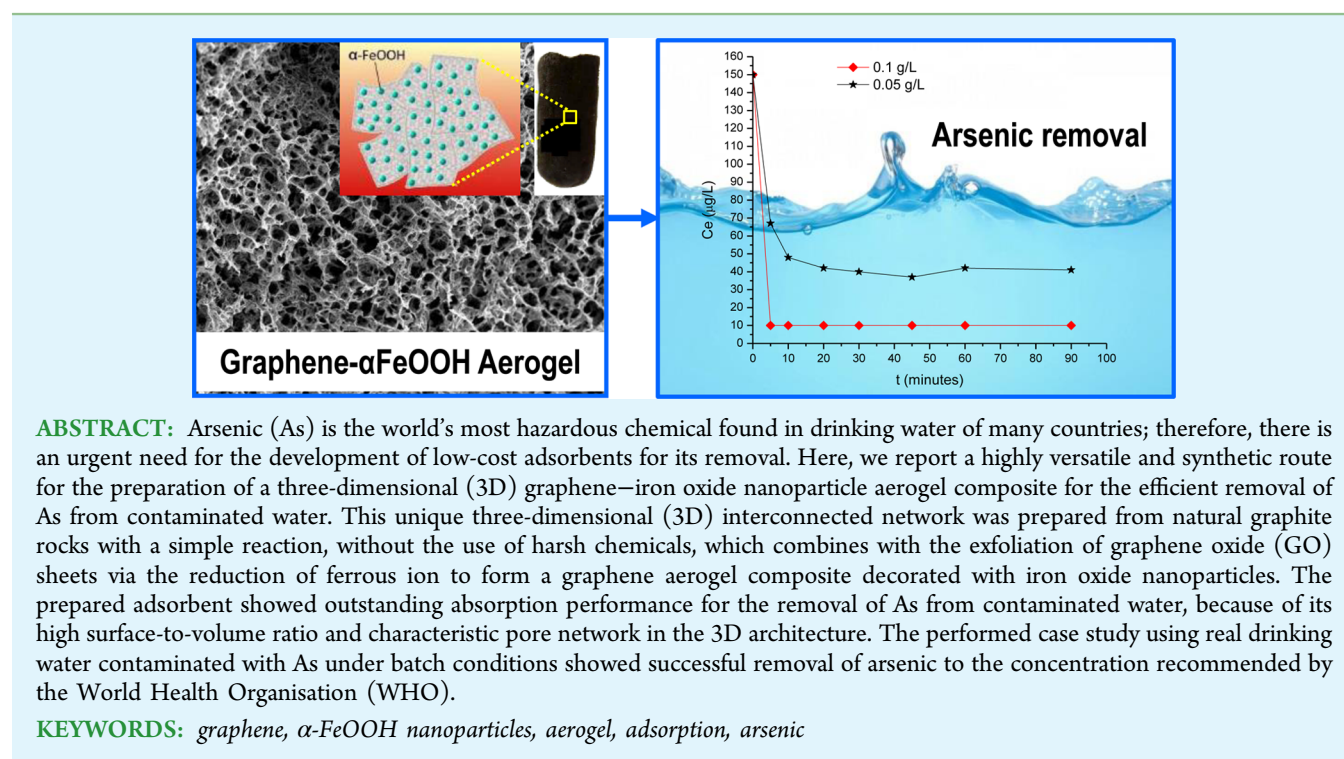 α-FeOOH
Graphene-αFeOOH Aerogel
160
150
140
130
120
110
100
90
80
70
60
50
40
30
20
10
0
Ce (µg/L)
0.1 g/L
0.05 g/L
Arsenic removal
0 10 20 30 40 50 60 70 80 90 100
t (minutes)
ABSTRACT: Arsenic (As) is the world's most hazardous chemical found in drinking water of many countries; therefore, there is
an urgent need for the development of low-cost adsorbents for its removal. Here, we report a highly versatile and synthetic route
for the preparation of a three-dimensional (3D) graphene−iron oxide nanoparticle aerogel composite for the efficient removal of
As from contaminated water. This unique three-dimensional (3D) interconnected network was prepared from natural graphite
rocks with a simple reaction, without the use of harsh chemicals, which combines with the exfoliation of graphene oxide (GO)
sheets via the reduction of ferrous ion to form a graphene aerogel composite decorated with iron oxide nanoparticles. The
prepared adsorbent showed outstanding absorption performance for the removal of As from contaminated water, because of its
high surface-to-volume ratio and characteristic pore network in the 3D architecture. The performed case study using real drinking
water contaminated with As under batch conditions showed successful removal of arsenic to the concentration recommended by
the World Health Organisation (WHO).
KEYWORDS: graphene, α-FeOOH nanoparticles, aerogel, adsorption, arsenic